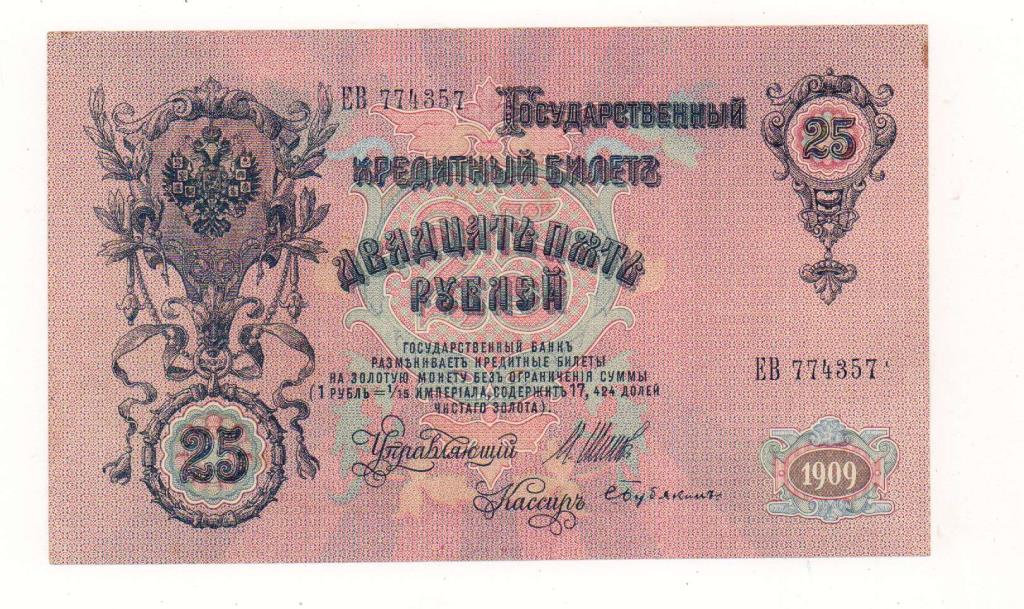 ЕВ 774357
Государственный
25
Кредитный Билетъ
Двадцать пять
рублей
Государственный Банкъ
размѣниваетъ кредитные билеты
на золотую монету безъ ограниченія суммы
(1 рубль = 1/15 имперіала, содержитъ 17,424 долей
чистаго золота).
ЕВ 774357
25
Управляющій
И. Шипов
1909
Кассиръ